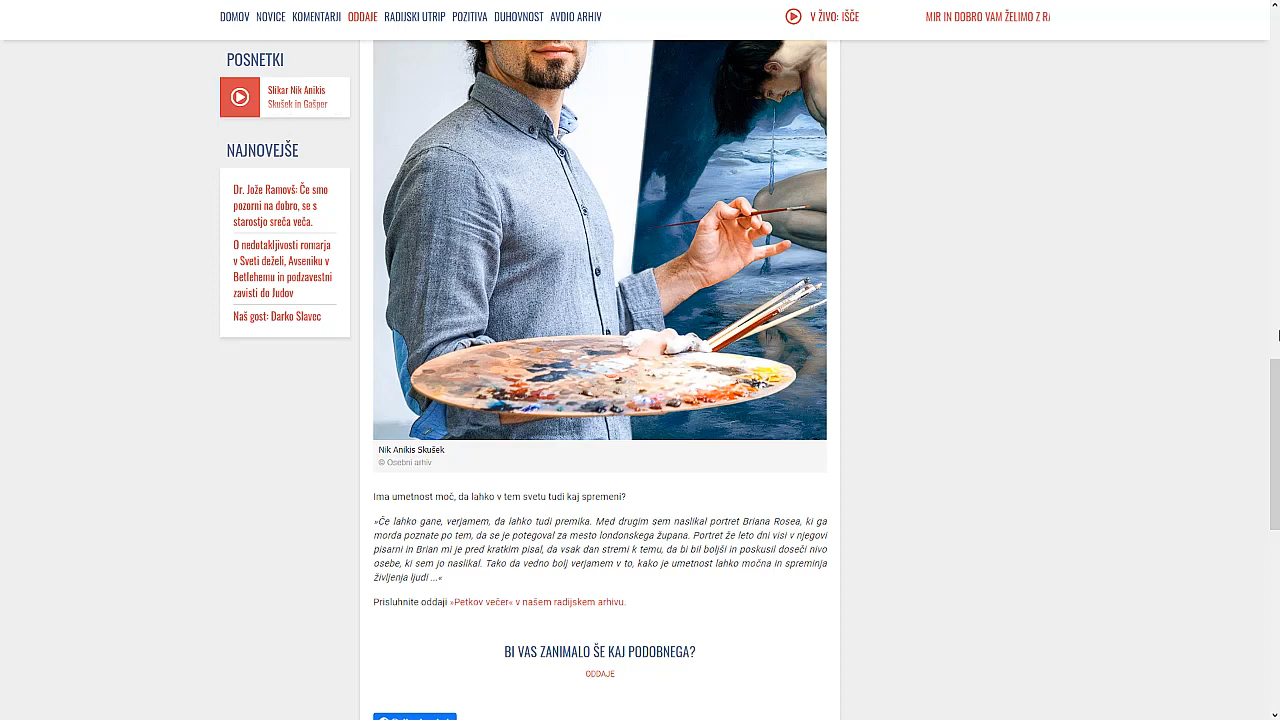 DOMOV NOVICE KOMENTARJI ODDAJE RADIJSKI UTRIP POZITIVA DUHOVNOST AVDIO ARHIV
V ŽIVO: IŠČE
MIR IN DOBRO VAM ŽELIMO Z
POSNETKI
Slikar Nik Anikis
Skušek in Gašper
NAJNOVEJŠE
Dr. Jože Ramovš: Če smo
pozorni na dobro, se s
starostjo sreča veča.
O nedotakljivosti romarja
v Sveti deželi, Avseniku v
Betlehemu in podzavestni
zavisti do Judov
Naš gost: Darko Slavec
Nik Anikis Skušek
© Osebni arhiv
Ima umetnost moč, da lahko v tem svetu tudi kaj spremeni?
»Če lahko gane, verjamem, da lahko tudi premika. Med drugim sem naslikal portret Briana Rosea, ki ga
morda poznate po tem, da se je potegoval za mesto londonskega župana. Portret že leto dni visi v njegovi
pisarni in Brian mi je pred kratkim pisal, da vsak dan stremi k temu, da bi bil boljši in poskusil doseči nivo
osebe, ki sem jo naslikal. Tako da vedno bolj verjamem v to, kako je umetnost lahko močna in spreminja
življenja ljudi ...«
Prisluhnite oddaji »Petkov večer« v našem radijskem arhivu.
BI VAS ZANIMALO ŠE KAJ PODOBNEGA?
ODDAJE